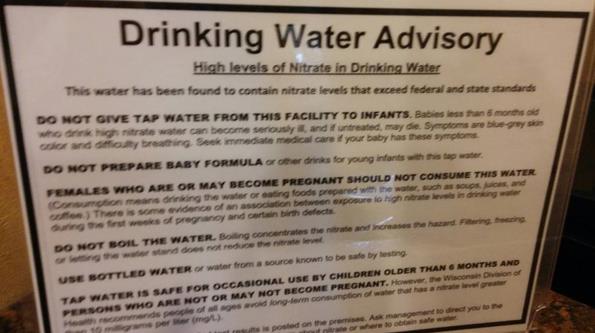 Drinking Water Advisory
High levels of Nitrate in Drinking Water
This water has been found to contain nitrate levels that exceed federal and state standards
DO NOT GIVE TAP WATER FROM THIS FACILITY TO INFANTS. Babies less than 6 months old
who drink high nitrate water can become seriously ill, and if untreated, may die. Symptoms are blue-grey skin
color and difficulty breathing. Seek immediate medical care if your baby has these symptoms.
DO NOT PREPARE BABY FORMULA or other drinks for young infants with this tap water.
FEMALES WHO ARE OR MAY BECOME PREGNANT SHOULD NOT CONSUME THIS WATER.
(Consumption means drinking the water or eating foods prepared with the water, such as soups, juices, and
coffee.) There is some evidence of an association between exposure to high nitrate levels in drinking water
during the first weeks of pregnancy and certain birth defects.
DO NOT BOIL THE WATER. Boiling concentrates the nitrate and increases the hazard. Filtering, freezing,
or letting the water stand does not reduce the nitrate level.
USE BOTTLED WATER or water from a source known to be safe by testing.
TAP WATER IS SAFE FOR OCCASIONAL USE BY CHILDREN OLDER THAN 6 MONTHS AND
PERSONS WHO ARE NOT OR MAY NOT BECOME PREGNANT. However, the Wisconsin Division of
Health recommends people of all ages avoid long-term consumption of water that has a nitrate level greater
than 10 milligrams per liter (mg/L).
results is posted on the premises. Ask management to direct you to the
about nitrate or where to obtain safe water.